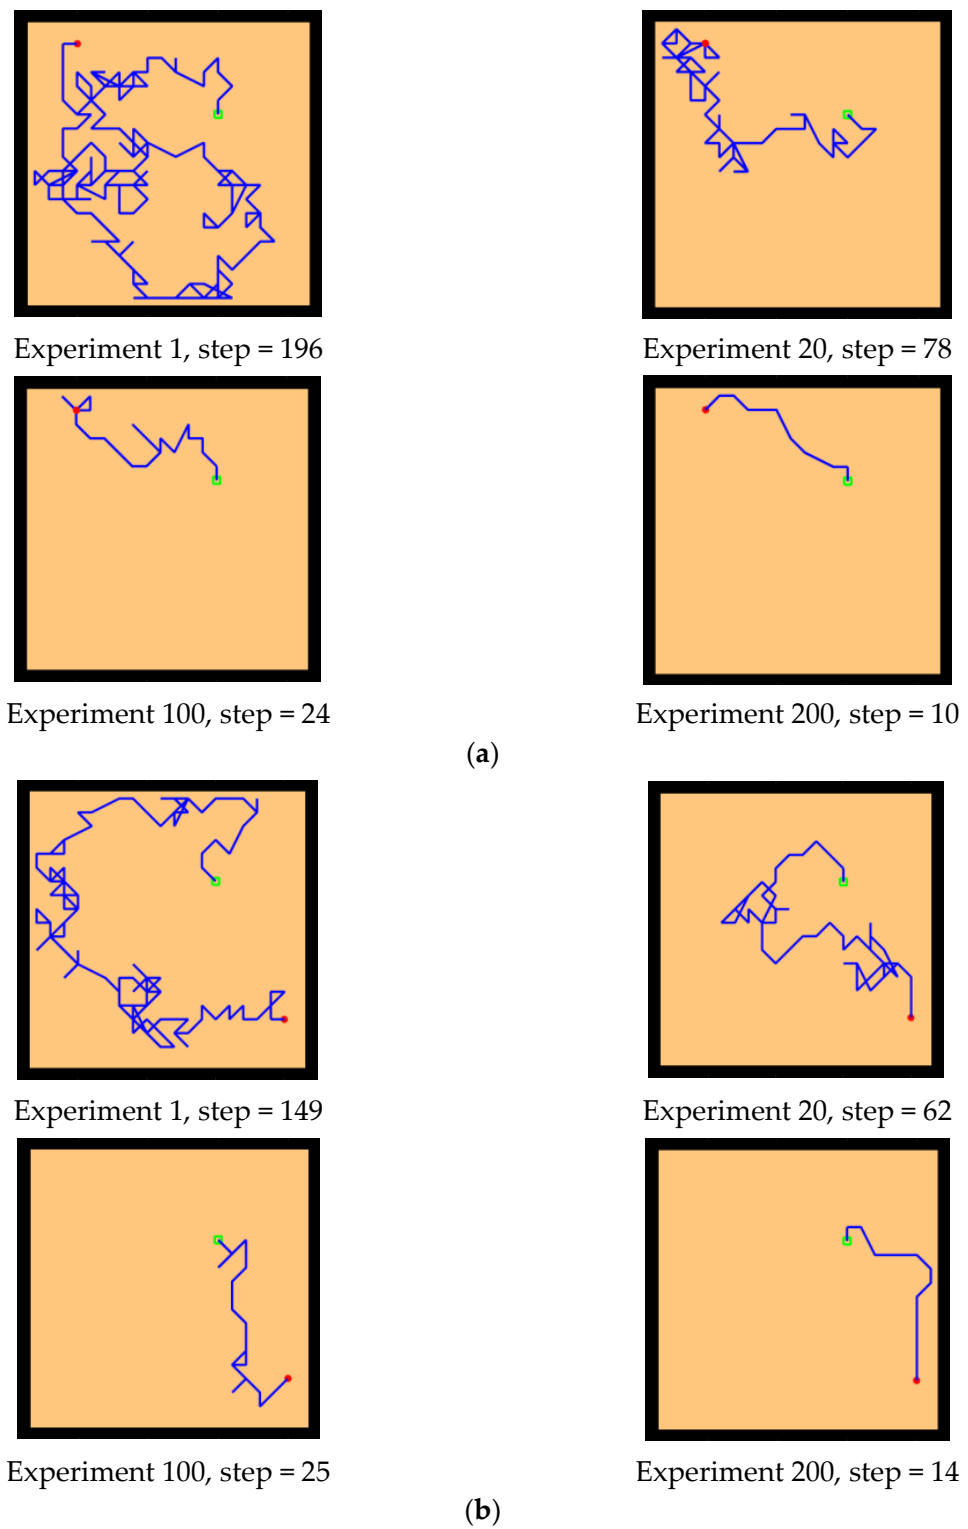 Experiment 1, step = 196
Experiment 20, step = 78
Experiment 100, step = 24
Experiment 200, step = 10
(a)
Experiment 1, step = 149
Experiment 20, step = 62
Experiment 100, step = 25
Experiment 200, step = 14
(b)